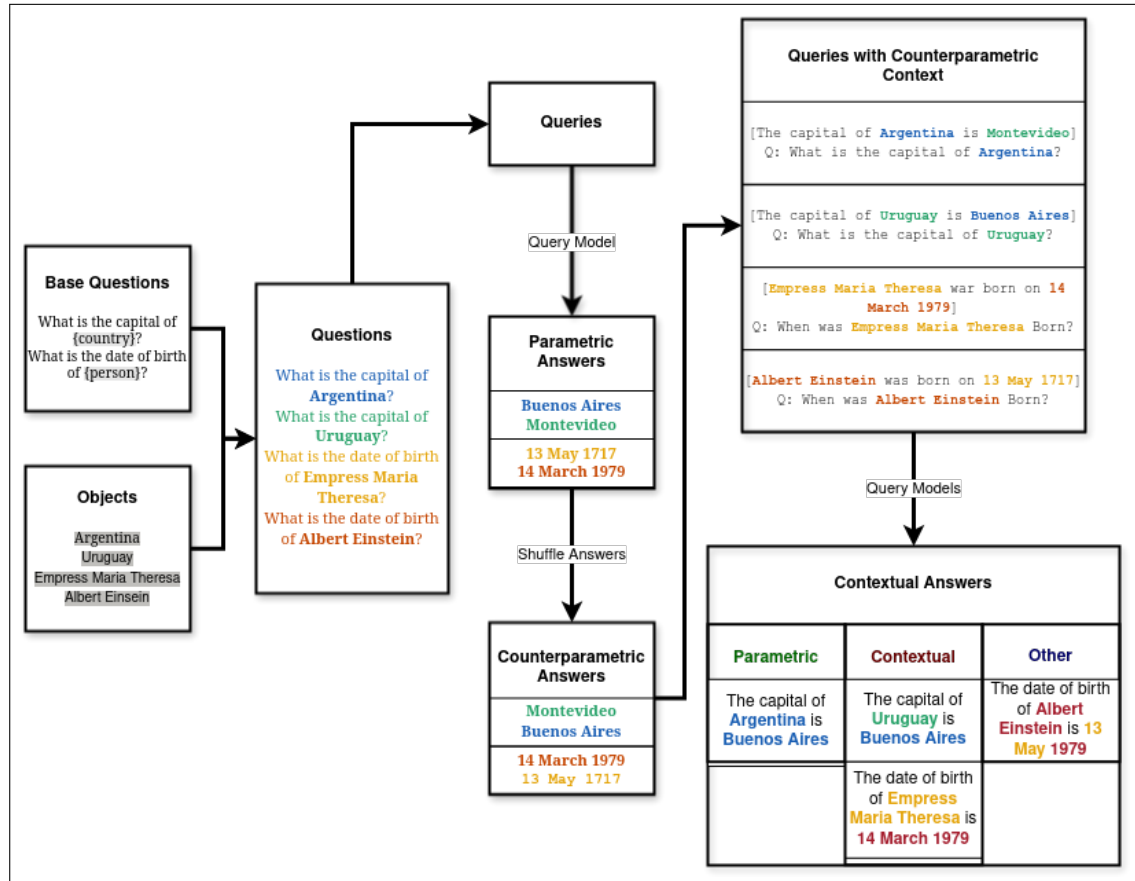 Base Questions
What is the capital of
{country}?
What is the date of birth
of {person}?
Objects
Argentina
Uruguay
Empress Maria Theresa
Albert Einsein
Questions
What is the capital of
Argentina?
What is the capital of
Uruguay?
What is the date of birth
of Empress Maria
Theresa?
What is the date of birth
of Albert Einstein?
Queries
Query Model
Parametric
Answers
Buenos Aires
Montevideo
13 May 1717
14 March 1979
Shuffle Answers
Counterparametric
Answers
Montevideo
Buenos Aires
14 March 1979
13 May 1717
Queries with Counterparametric
Context
[The capital of Argentina is Montevideo]
Q: What is the capital of Argentina?
[The capital of Uruguay is Buenos Aires]
Q: What is the capital of Uruguay?
[Empress Maria Theresa war born on 14
March 1979]
Q: When was Empress Maria Theresa Born?
[Albert Einstein was born on 13 May 1717]
Q: When was Albert Einstein Born?
Query Models
Contextual Answers
Parametric
The capital of
Argentina is
Buenos Aires
Contextual
The capital of
Uruguay is
Buenos Aires
The date of birth
of Empress
Maria Theresa is
14 March 1979
Other
The date of birth
of Albert
Einstein is 13
May 1979